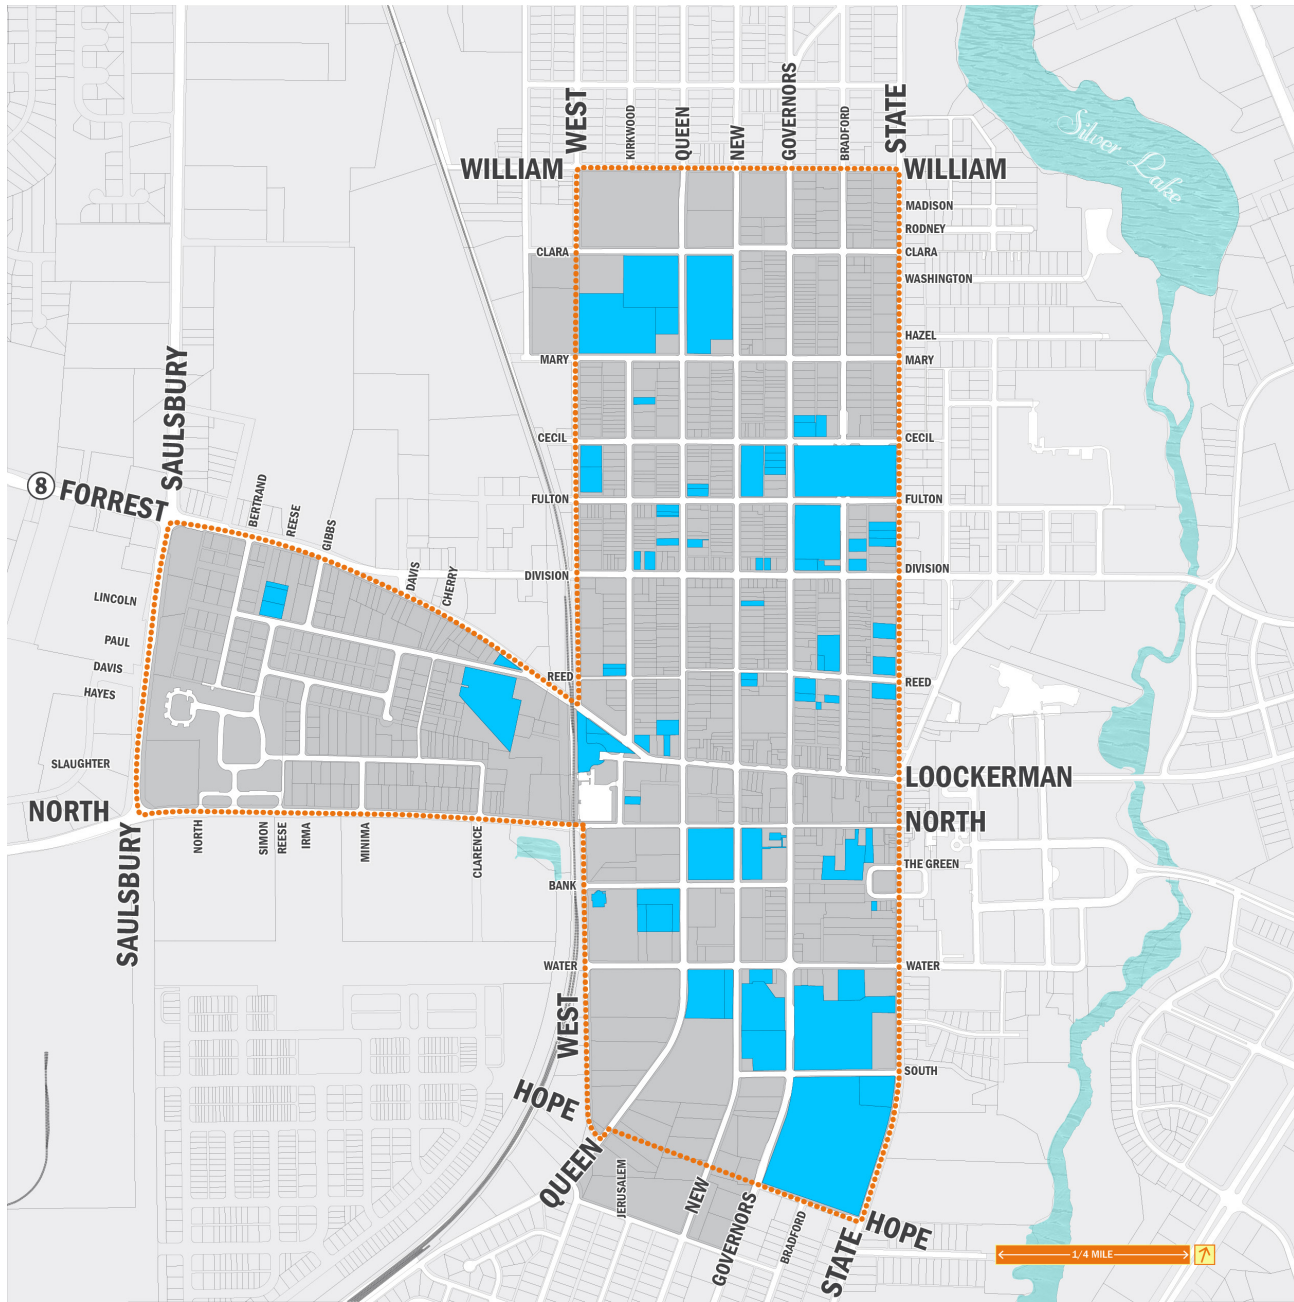 WEST
KIRKWOOD
QUEEN
NEW
GOVERNORS
BRADFORD
STATE
Silver Lake
WILLIAM
WILLIAM
MADISON
RODNEY
CLARA
CLARA
WASHINGTON
HAZEL
MARY
MARY
SAULSBURY
CECIL
CECIL
8
FORREST
BERTRAND
REESE
GIBBS
FULTON
FULTON
DAVIS
CHERRY
DIVISION
DIVISION
LINCOLN
PAUL
DAVIS
HAYES
REED
REED
SLAUGHTER
LOOCKERMAN
NORTH
NORTH
SAULSBURY
NORTH
SIMON
REESE
IRMA
MINIMA
CLARENCE
THE GREEN
BANK
WATER
WATER
WEST
SOUTH
HOPE
QUEEN
JERUSALEM
NEW
GOVERNORS
BRADFORD
STATE
HOPE
1/4 MILE